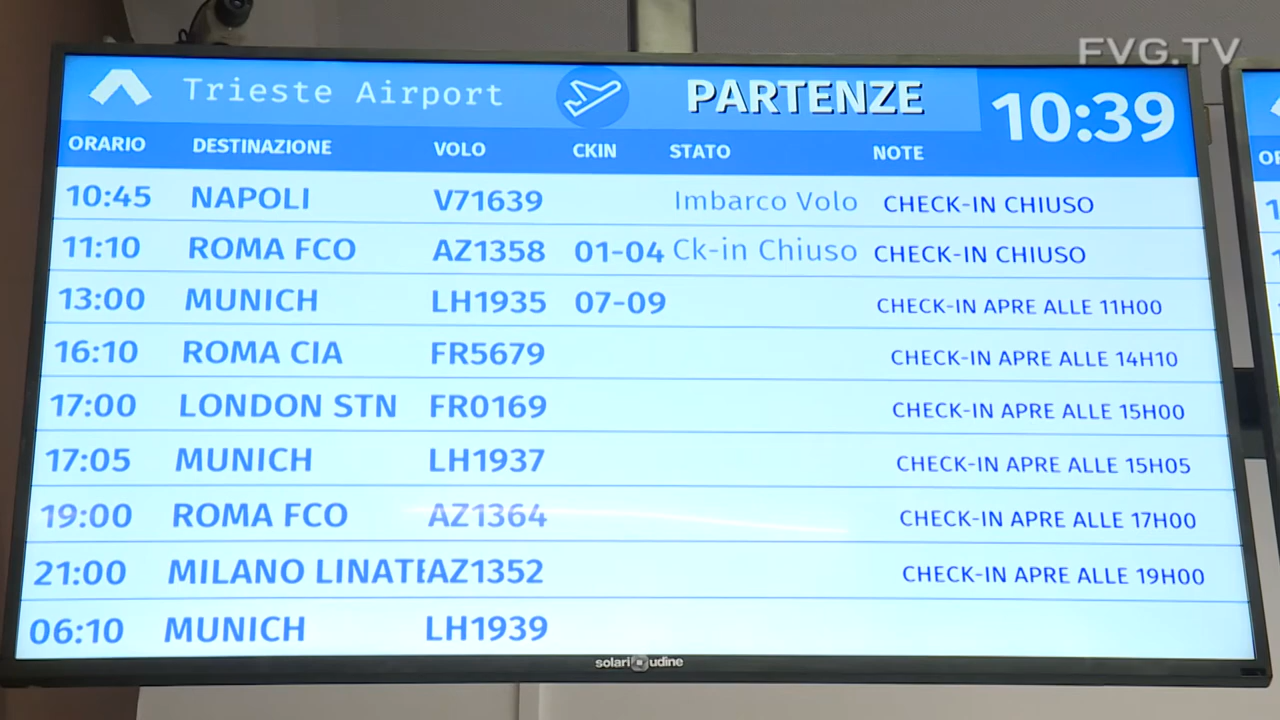 FVG.TV
Trieste Airport PARTENZE 10:39
ORARIO DESTINAZIONE VOLO CKIN STATO NOTE
10:45 NAPOLI V71639 Imbarco Volo CHECK-IN CHIUSO
11:10 ROMA FCO AZ1358 01-04 Ck-in Chiuso CHECK-IN CHIUSO
13:00 MUNICH LH1935 07-09 CHECK-IN APRE ALLE 11H00
16:10 ROMA CIA FR5679 CHECK-IN APRE ALLE 14H10
17:00 LONDON STN FR0169 CHECK-IN APRE ALLE 15H00
17:05 MUNICH LH1937 CHECK-IN APRE ALLE 15H05
19:00 ROMA FCO AZ1364 CHECK-IN APRE ALLE 17H00
21:00 MILANO LINATE AZ1352 CHECK-IN APRE ALLE 19H00
06:10 MUNICH LH1939
solari udine